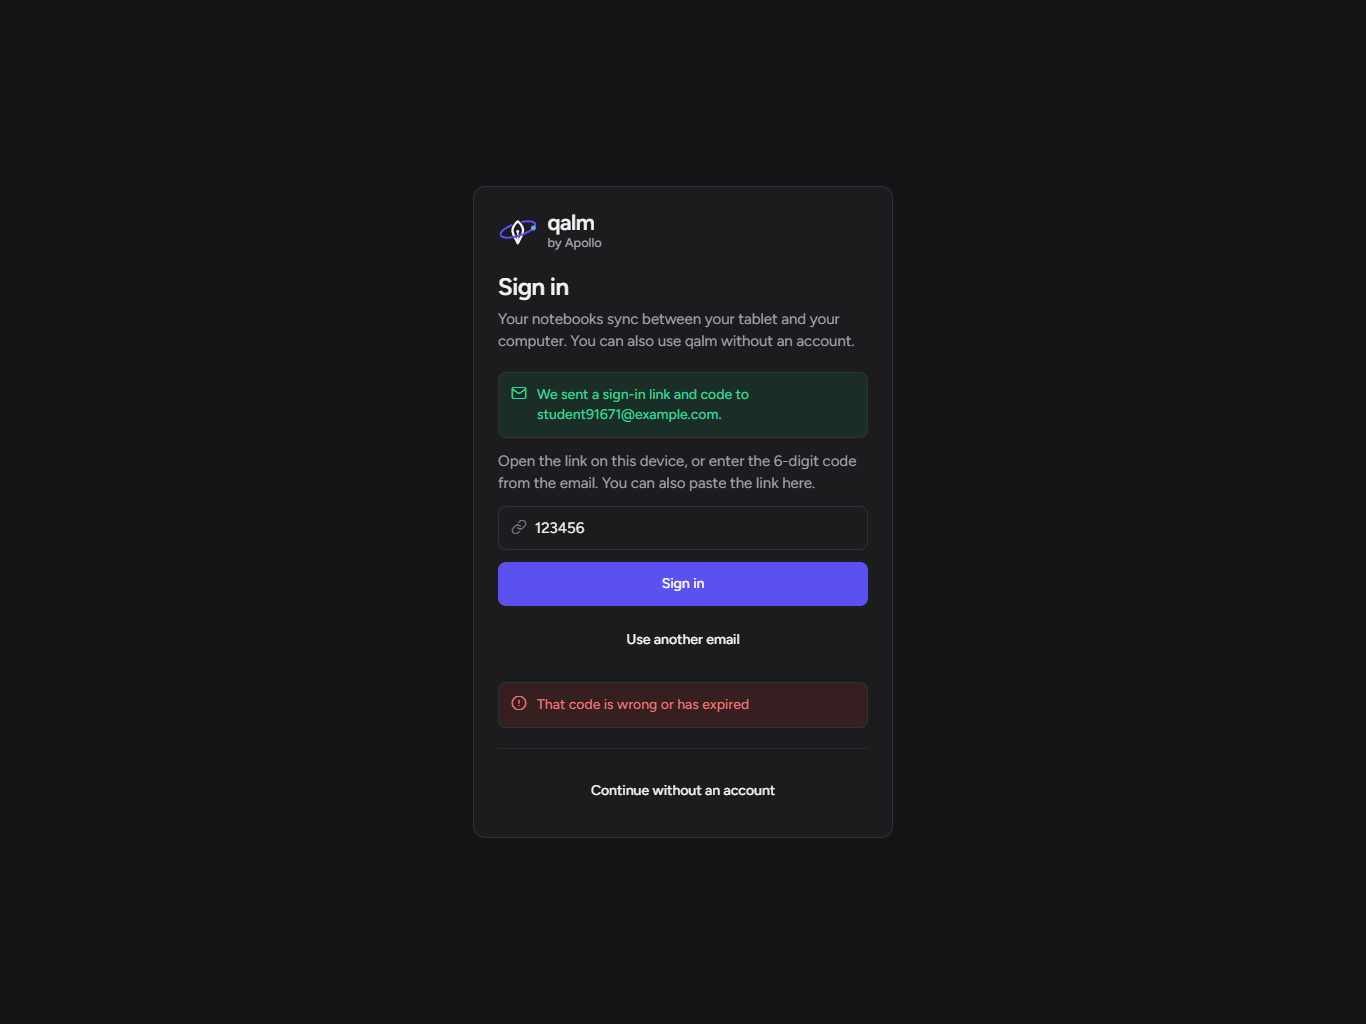 qalm
by Apollo
Sign in
Your notebooks sync between your tablet and your
computer. You can also use qalm without an account.
We sent a sign-in link and code to
student91671@example.com.
Open the link on this device, or enter the 6-digit code
from the email. You can also paste the link here.
123456
Sign in
Use another email
That code is wrong or has expired
Continue without an account